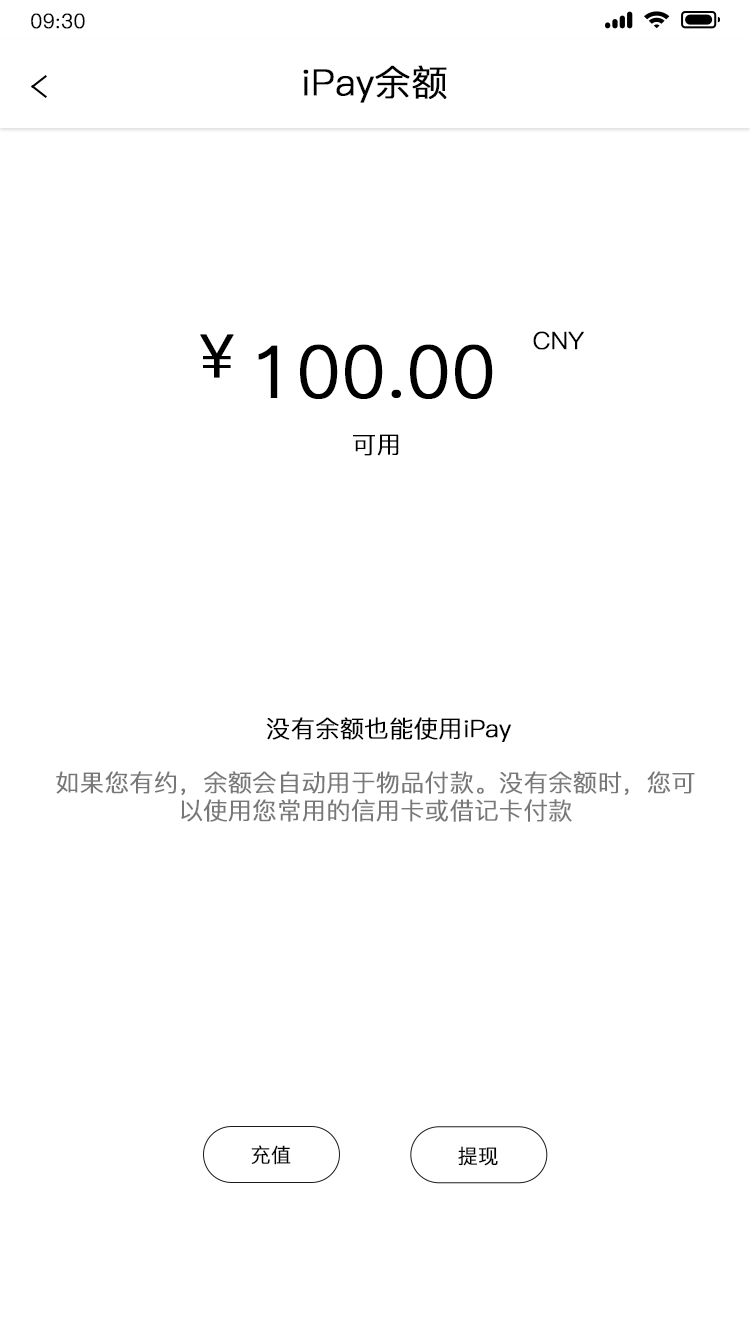 09:30
iPay余额
¥ 100.00 CNY
可用
没有余额也能使用iPay
如果您有约，余额会自动用于物品付款。没有余额时，您可
以使用您常用的信用卡或借记卡付款
充值 提现